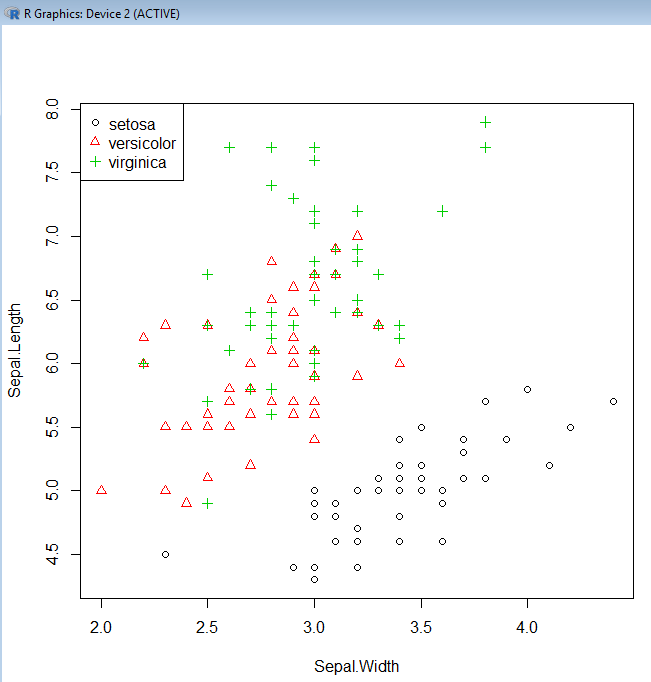 R Graphics: Device 2 (ACTIVE)
setosa
versicolor
virginica
8.0
7.5
7.0
6.5
6.0
5.5
5.0
4.5
Sepal.Length
2.0 2.5 3.0 3.5 4.0
Sepal.Width